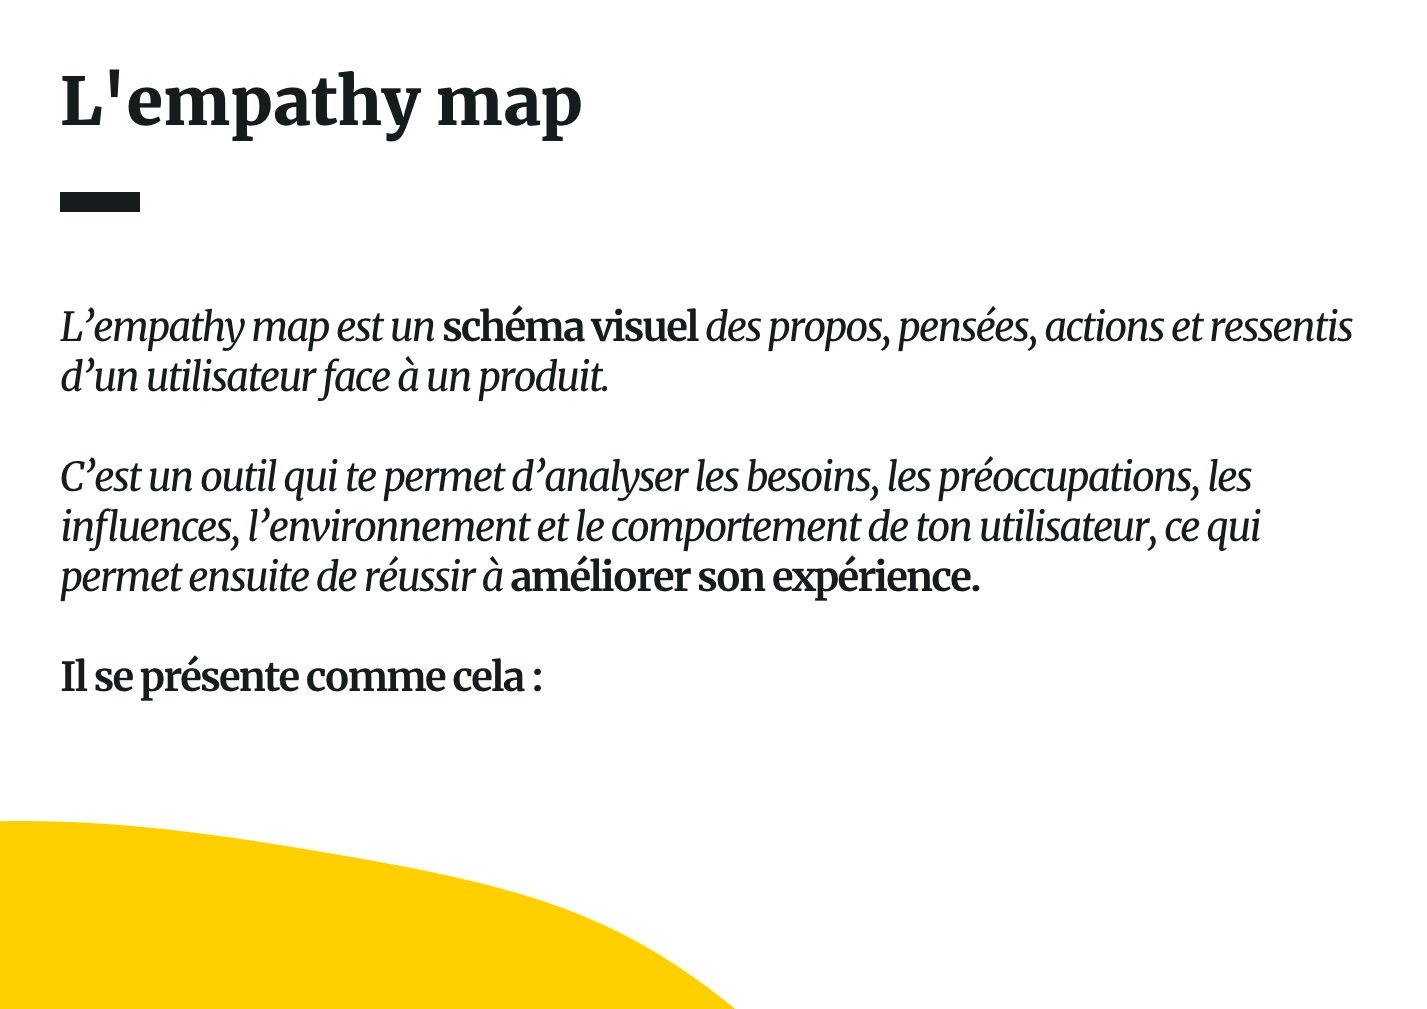 L'empathy map
L’empathy map est un schéma visuel des propos, pensées, actions et ressentis
d’un utilisateur face à un produit.
C’est un outil qui te permet d’analyser les besoins, les préoccupations, les
influences, l’environnement et le comportement de ton utilisateur, ce qui
permet ensuite de réussir à améliorer son expérience.
Il se présente comme cela :